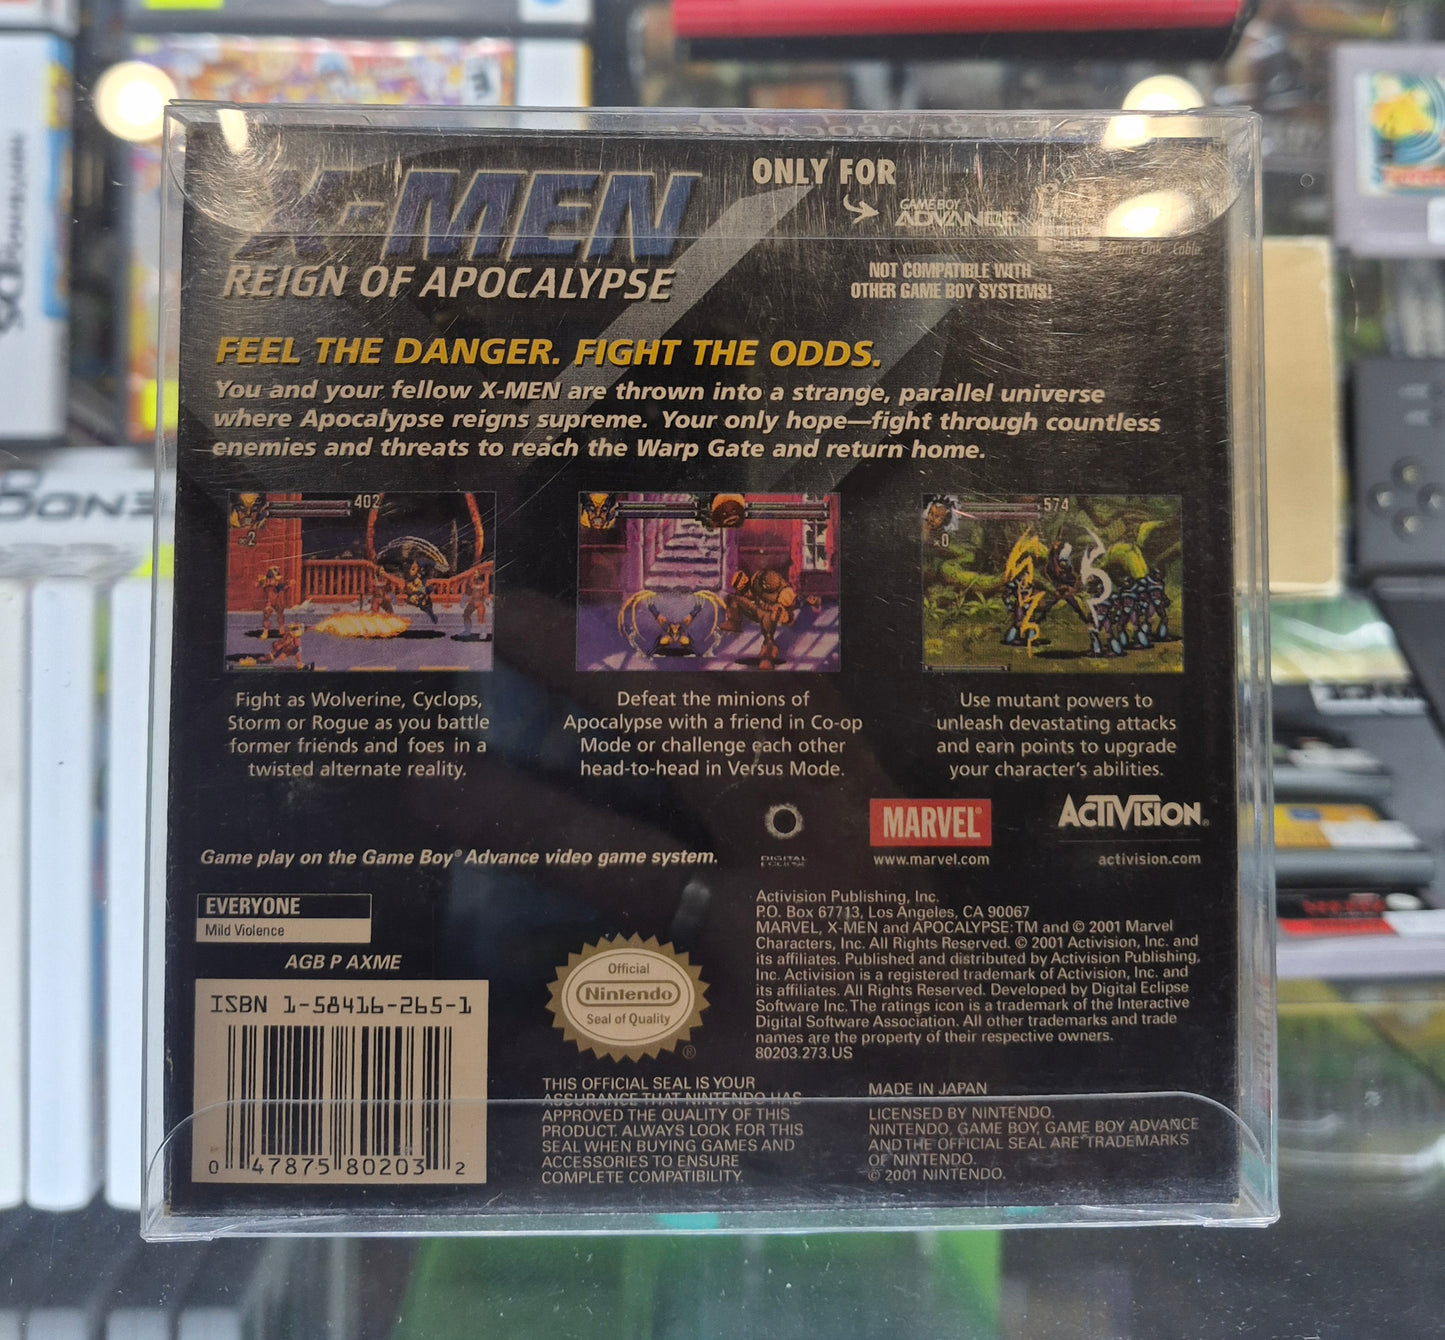 X-MEN
REIGN OF APOCALYPSE
ONLY FOR
GAME BOY
ADVANCE
Game Link Cable
NOT COMPATIBLE WITH
OTHER GAME BOY SYSTEMS!
FEEL THE DANGER. FIGHT THE ODDS.
You and your fellow X-MEN are thrown into a strange, parallel universe
where Apocalypse reigns supreme. Your only hope—fight through countless
enemies and threats to reach the Warp Gate and return home.
402
x2
574
x0
Fight as Wolverine, Cyclops,
Storm or Rogue as you battle
former friends and foes in a
twisted alternate reality.
Defeat the minions of
Apocalypse with a friend in Co-op
Mode or challenge each other
head-to-head in Versus Mode.
Use mutant powers to
unleash devastating attacks
and earn points to upgrade
your character's abilities.
DIGITAL
ECLIPSE
MARVEL®
www.marvel.com
ACTIVISION®
activision.com
Game play on the Game Boy® Advance video game system.
EVERYONE
Mild Violence
AGB P AXME
ISBN 1-58416-265-1
0 47875 80203 2
Official
Nintendo
Seal of Quality
®
THIS OFFICIAL SEAL IS YOUR
ASSURANCE THAT NINTENDO HAS
APPROVED THE QUALITY OF THIS
PRODUCT. ALWAYS LOOK FOR THIS
SEAL WHEN BUYING GAMES AND
ACCESSORIES TO ENSURE
COMPLETE COMPATIBILITY.
Activision Publishing, Inc.
P.O. Box 67713, Los Angeles, CA 90067
MARVEL, X-MEN and APOCALYPSE: TM and © 2001 Marvel
Characters, Inc. All Rights Reserved. © 2001 Activision, Inc. and
its affiliates. Published and distributed by Activision Publishing,
Inc. Activision is a registered trademark of Activision, Inc. and
its affiliates. All Rights Reserved. Developed by Digital Eclipse
Software Inc. The ratings icon is a trademark of the Interactive
Digital Software Association. All other trademarks and trade
names are the property of their respective owners.
80203.273.US
MADE IN JAPAN
LICENSED BY NINTENDO.
NINTENDO, GAME BOY, GAME BOY ADVANCE
AND THE OFFICIAL SEAL ARE TRADEMARKS
OF NINTENDO.
© 2001 NINTENDO.